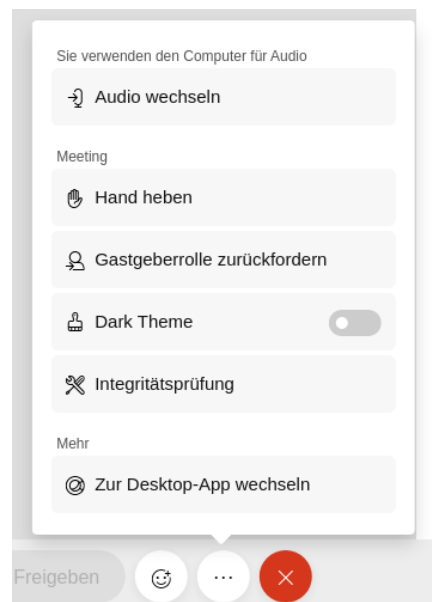 Sie verwenden den Computer für Audio
Audio wechseln
Meeting
Hand heben
Gastgeberrolle zurückfordern
Dark Theme
Integritätsprüfung
Mehr
Zur Desktop-App wechseln
Freigeben